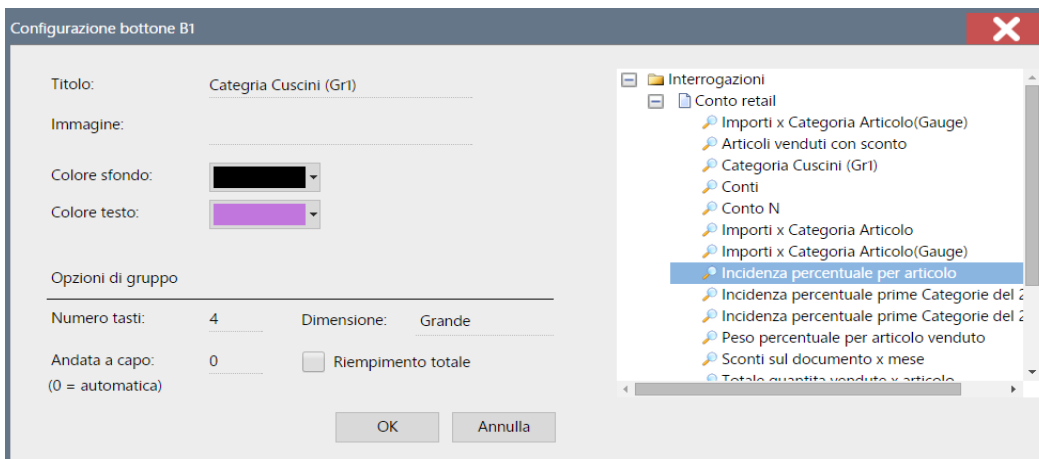 Configurazione bottone B1
Titolo: Categria Cuscini (Gr1)
Immagine:
Colore sfondo:
Colore testo:
Opzioni di gruppo
Numero tasti: 4 Dimensione: Grande
Andata a capo: 0 Riempimento totale
(0 = automatica)
OK Annulla
Interrogazioni
Conto retail
Importi x Categoria Articolo(Gauge)
Articoli venduti con sconto
Categoria Cuscini (Gr1)
Conti
Conto N
Importi x Categoria Articolo
Importi x Categoria Articolo(Gauge)
Incidenza percentuale per articolo
Incidenza percentuale prime Categorie del 2
Incidenza percentuale prime Categorie del 2
Peso percentuale per articolo venduto
Sconti sul documento x mese
Totale quantita vendute x articolo